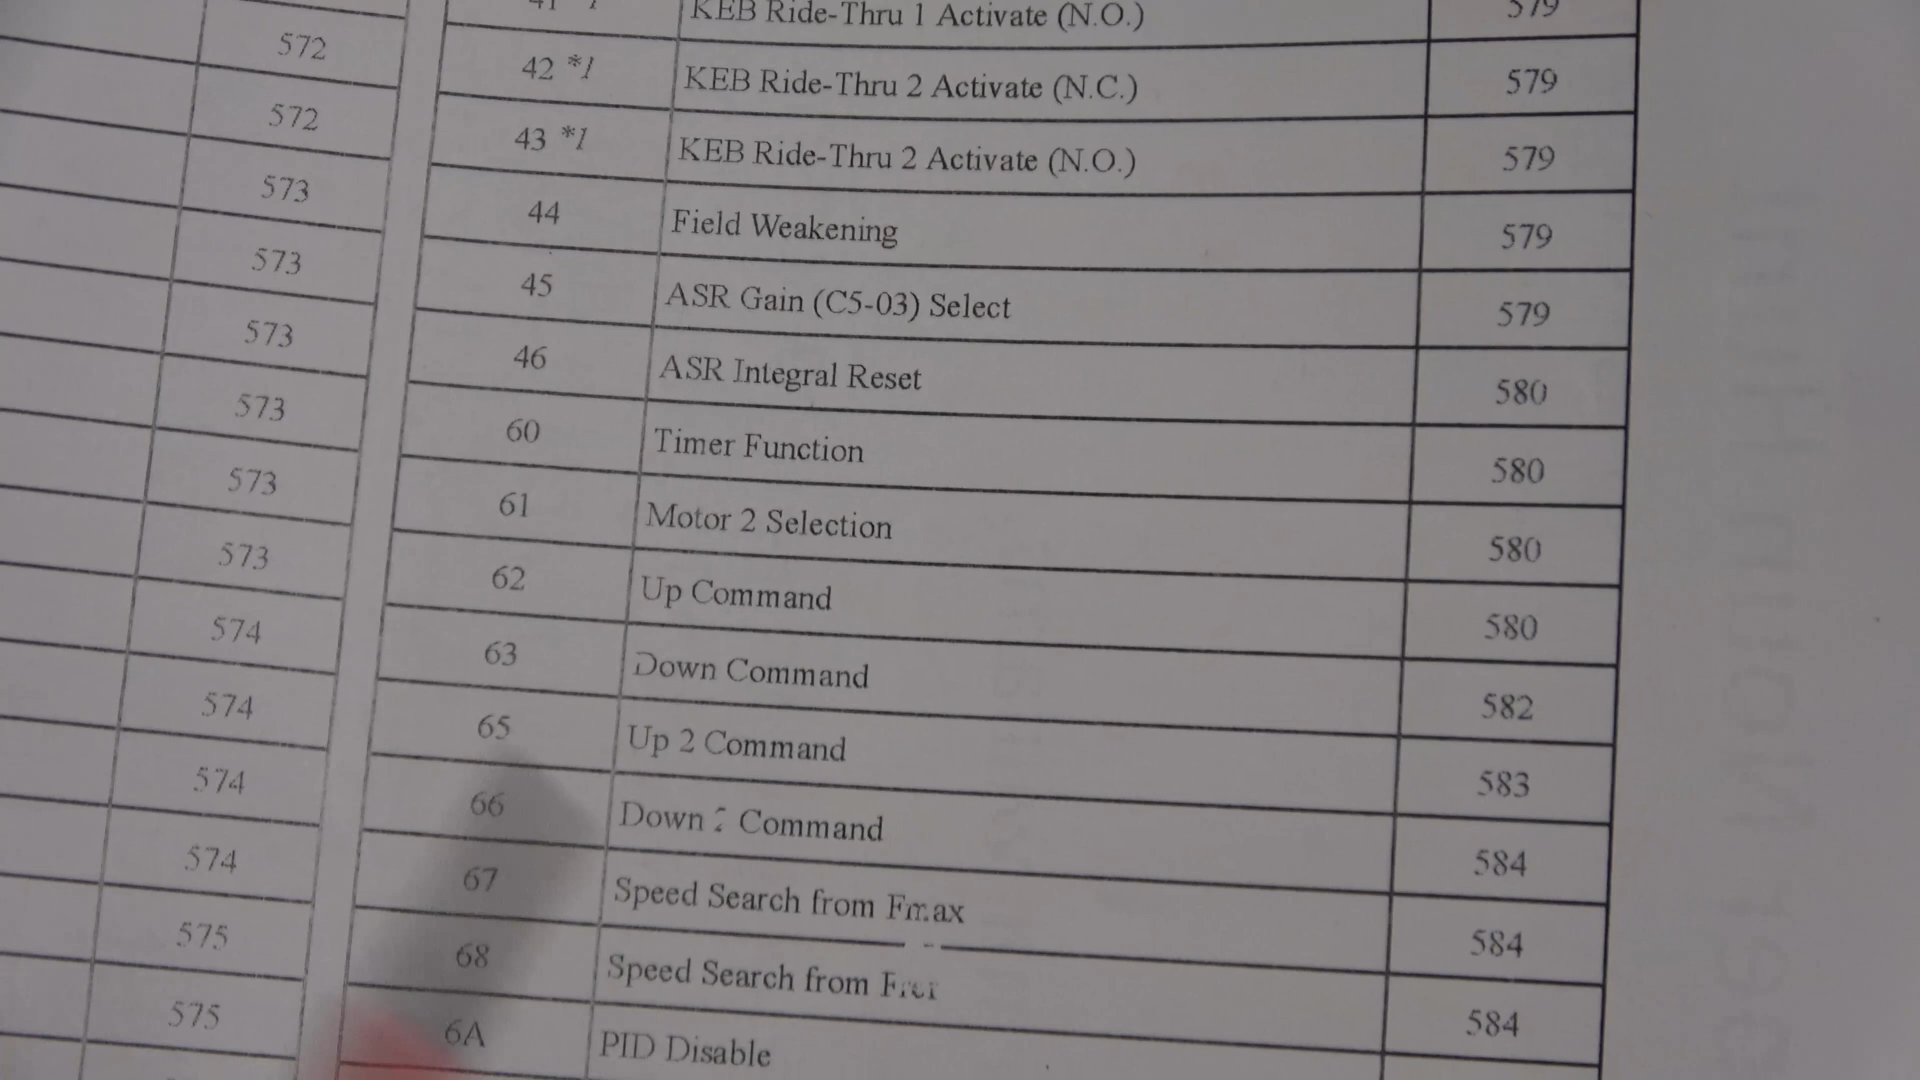 572
572
573
573
573
573
573
573
574
574
574
574
575
575
41 KEB Ride-Thru 1 Activate (N.O.) 579
42 *1 KEB Ride-Thru 2 Activate (N.C.) 579
43 *1 KEB Ride-Thru 2 Activate (N.O.) 579
44 Field Weakening 579
45 ASR Gain (C5-03) Select 579
46 ASR Integral Reset 580
60 Timer Function 580
61 Motor 2 Selection 580
62 Up Command 580
63 Down Command 582
65 Up 2 Command 583
66 Down 2 Command 584
67 Speed Search from Fmax 584
68 Speed Search from 584
6A PID Disable